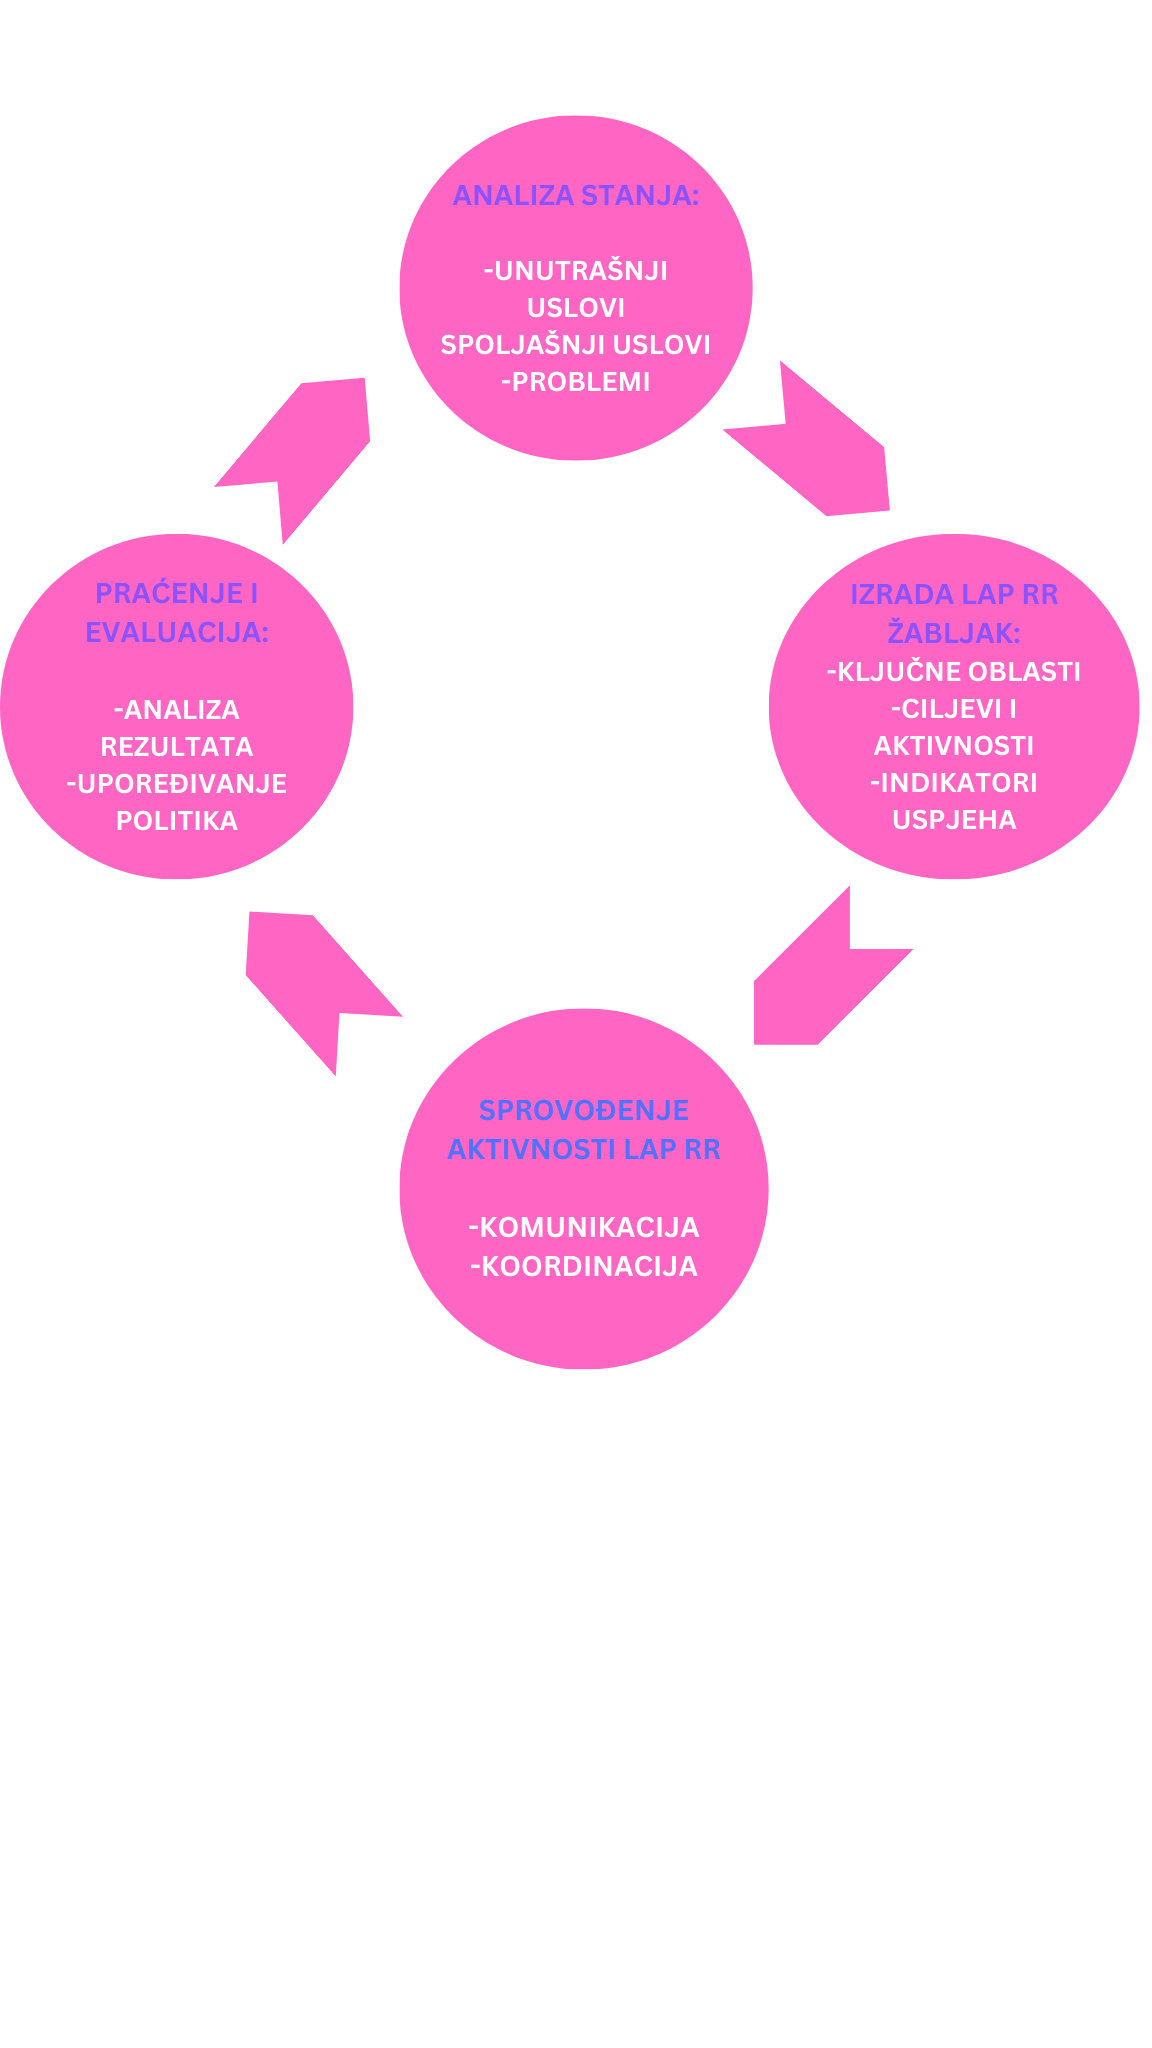 ANALIZA STANJA:
-UNUTRAŠNJI
USLOVI
SPOLJAŠNJI USLOVI
-PROBLEMI
IZRADA LAP RR
ŽABLJAK:
-KLJUČNE OBLASTI
-CILJEVI I
AKTIVNOSTI
-INDIKATORI
USPJEHA
SPROVOĐENJE
AKTIVNOSTI LAP RR
-KOMUNIKACIJA
-KOORDINACIJA
PRAĆENJE I
EVALUACIJA:
-ANALIZA
REZULTATA
-UPOREĐIVANJE
POLITIKA